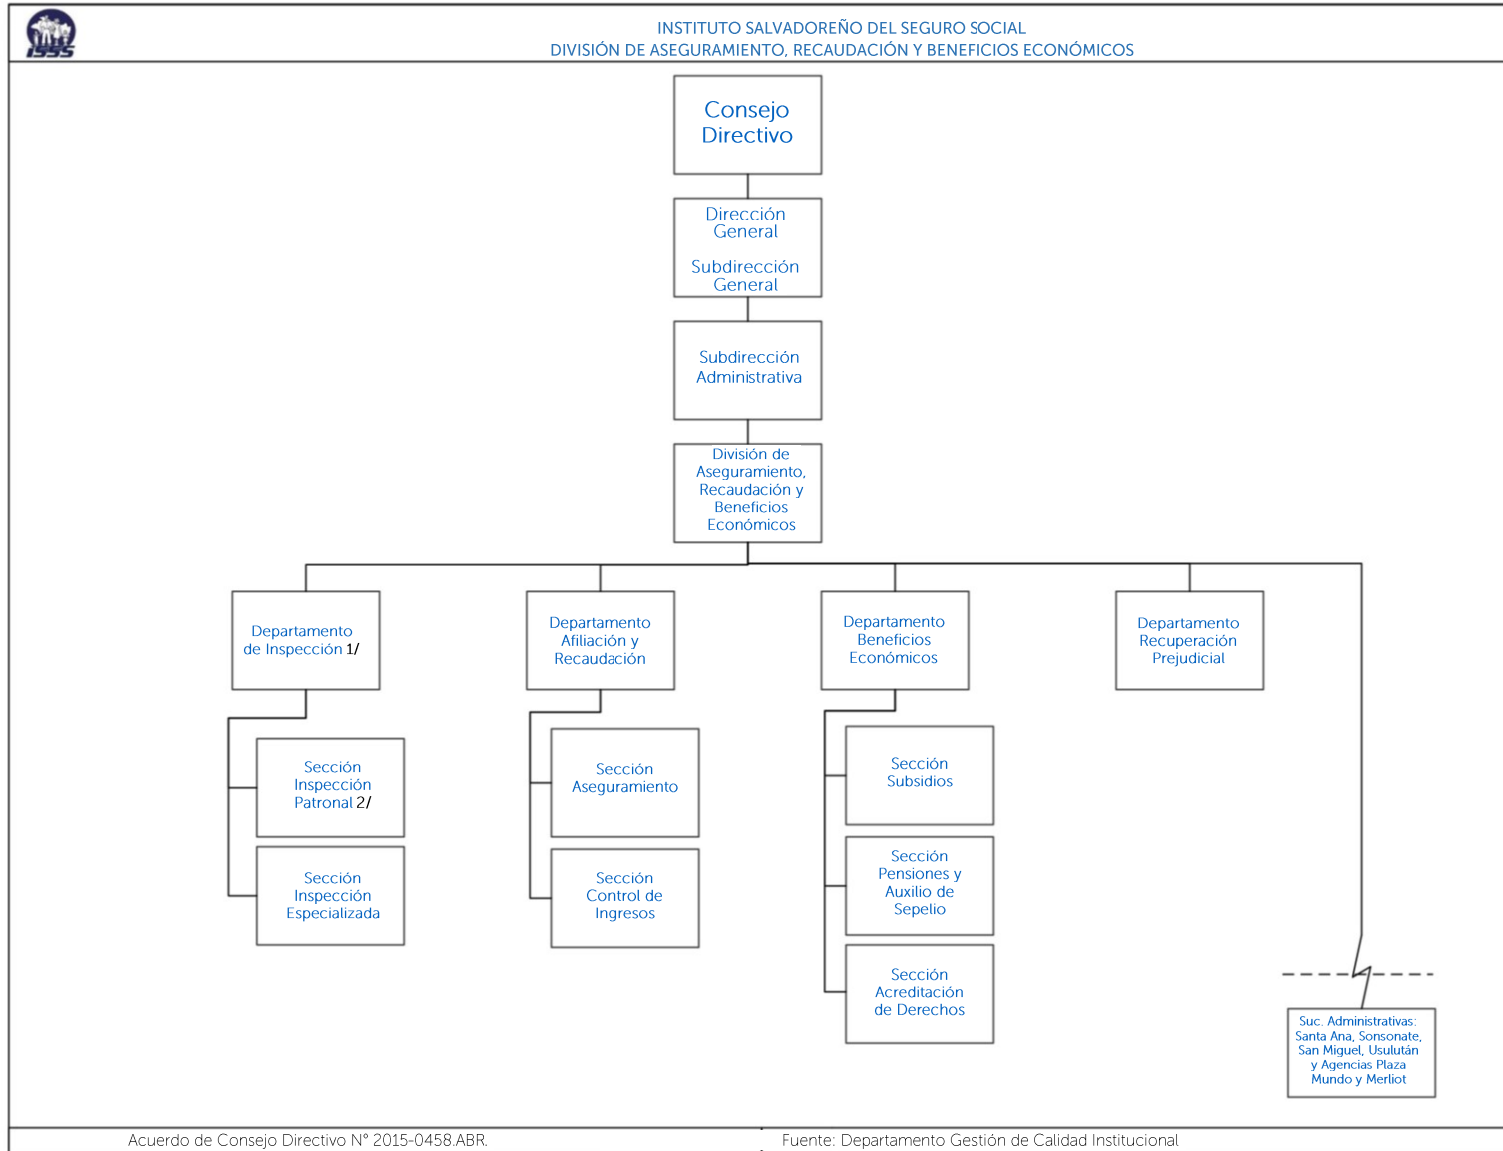 ISSS
INSTITUTO SALVADOREÑO DEL SEGURO SOCIAL
DIVISIÓN DE ASEGURAMIENTO, RECAUDACIÓN Y BENEFICIOS ECONÓMICOS
Consejo
Directivo
Dirección
General
Subdirección
General
Subdirección
Administrativa
División de
Aseguramiento,
Recaudación y
Beneficios
Económicos
Departamento
de Inspección 1/
Departamento
Afiliación y
Recaudación
Departamento
Beneficios
Económicos
Departamento
Recuperación
Prejudicial
Sección
Inspección
Patronal 2/
Sección
Inspección
Especializada
Sección
Aseguramiento
Sección
Control de
Ingresos
Sección
Subsidios
Sección
Pensiones y
Auxilio de
Sepelio
Sección
Acreditación
de Derechos
Suc. Administrativas:
Santa Ana, Sonsonate,
San Miguel, Usulután
y Agencias Plaza
Mundo y Merliot
Acuerdo de Consejo Directivo N° 2015-0458.ABR.
Fuente: Departamento Gestión de Calidad Institucional